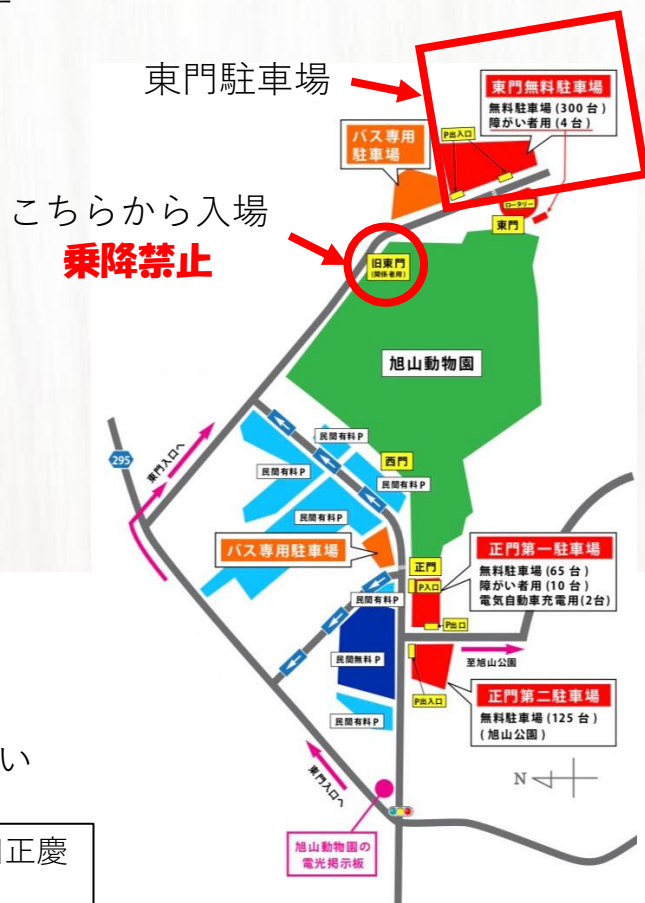 東門駐車場
東門無料駐車場
無料駐車場(300台)
障がい者用(4台)
P出入口
バス専用
駐車場
ロータリー
東門
こちらから入場
乗降禁止
旧東門
(関係者用)
旭山動物園
295
東門入口へ
民間有料P
民間有料P
西門
民間有料P
民間有料P
バス専用駐車場
正門
P入口
正門第一駐車場
無料駐車場(65台)
障がい者用(10台)
電気自動車充電用(2台)
民間有料P
P出口
民間無料P
至旭山公園
P出入口
正門第二駐車場
無料駐車場(125台)
(旭山公園)
民間有料P
N
東門入口へ
旭山動物園の
電光掲示板
い
正慶